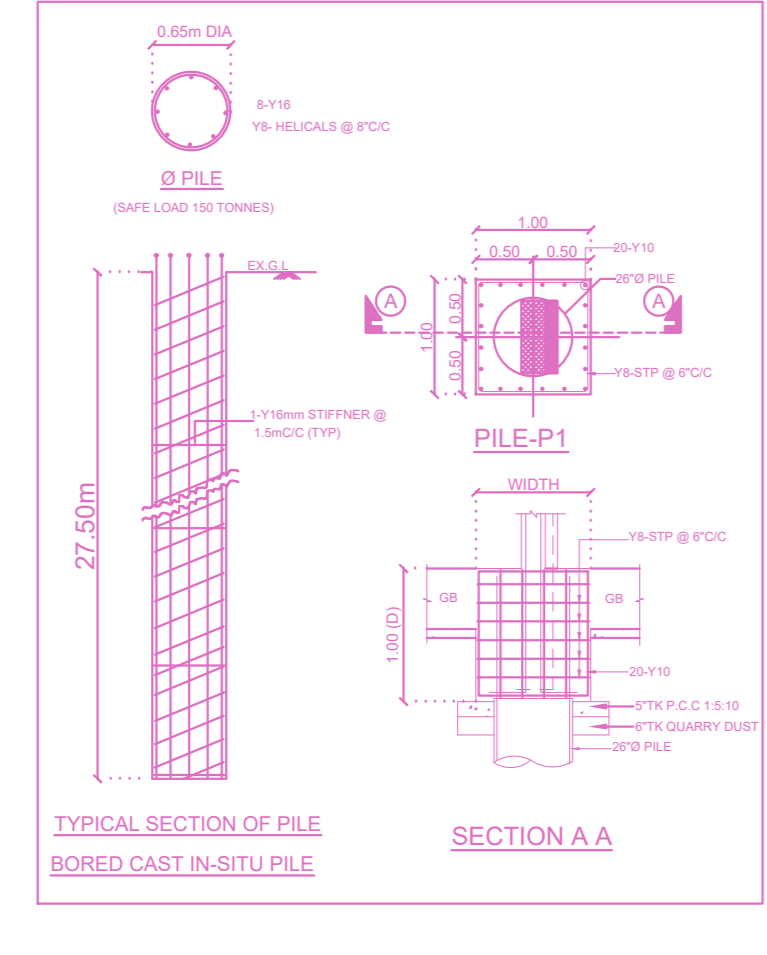 0.65m DIA
8-Y16
Y8- HELICALS @ 8"C/C
Ø PILE
(SAFE LOAD 150 TONNES)
EX.G.L
1-Y16mm STIFFNER @
1.5mC/C (TYP)
27.50m
TYPICAL SECTION OF PILE
BORED CAST IN-SITU PILE
1.00
0.50 0.50
20-Y10
26"Ø PILE
A A
0.50
1.00
0.50
Y8-STP @ 6"C/C
PILE-P1
WIDTH
Y8-STP @ 6"C/C
GB GB
1.00 (D)
20-Y10
5"TK P.C.C 1:5:10
6"TK QUARRY DUST
26"Ø PILE
SECTION A A